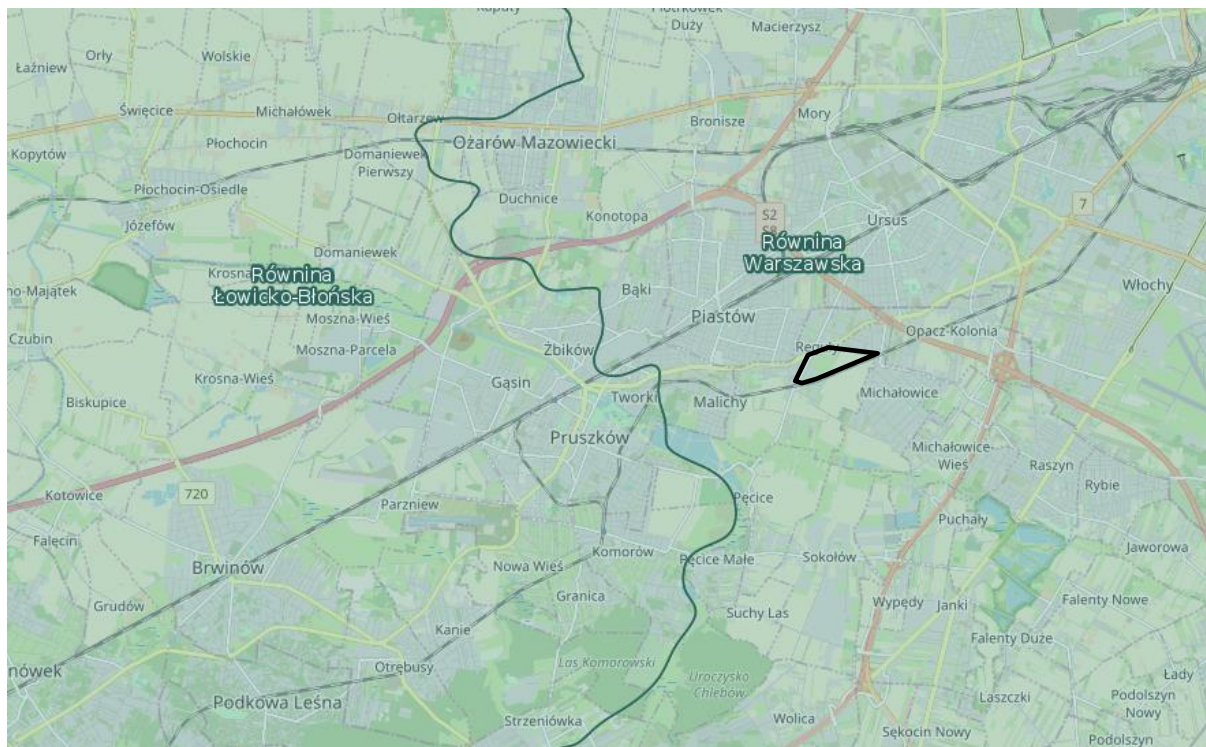 Kaputy
Duży
Macierzysz
Orły
Wolskie
Łaźniew
Święcice
Michałówek
Ołtarzew
Bronisze
Mory
Kopytów
Płochocin
Domaniewek
Pierwszy
Ożarów Mazowiecki
Płochocin-Osiedle
Duchnice
Konotopa
S2
S8
Ursus
7
Józefów
Domaniewek
Równina
Warszawska
Równina
Łowicko-Błońska
Bąki
Włochy
Moszna-Wieś
Piastów
Opacz-Kolonia
Czubin
Moszna-Parcela
Żbików
Reguły
Krosna-Wieś
Gąsin
Tworki
Malichy
Michałowice
Biskupice
Pruszków
Michałowice-
Wieś
Raszyn
Rybie
Kotowice
720
Parzniew
Pęcice
Puchały
Falęcin
Jaworowa
Komorów
Pęcice Małe
Sokołów
Brwinów
Nowa Wieś
Granica
Grudów
Suchy Las
Wypędy
Janki
Falenty Nowe
Kanie
Falenty Duże
Otrębusy
Las Komorowski
Uroczysko
Chlebów
Łady
Podkowa Leśna
Laszczki
Podolszyn
Nowy
Strzeniówka
Wolica
Sękocin Nowy
Podolszyn